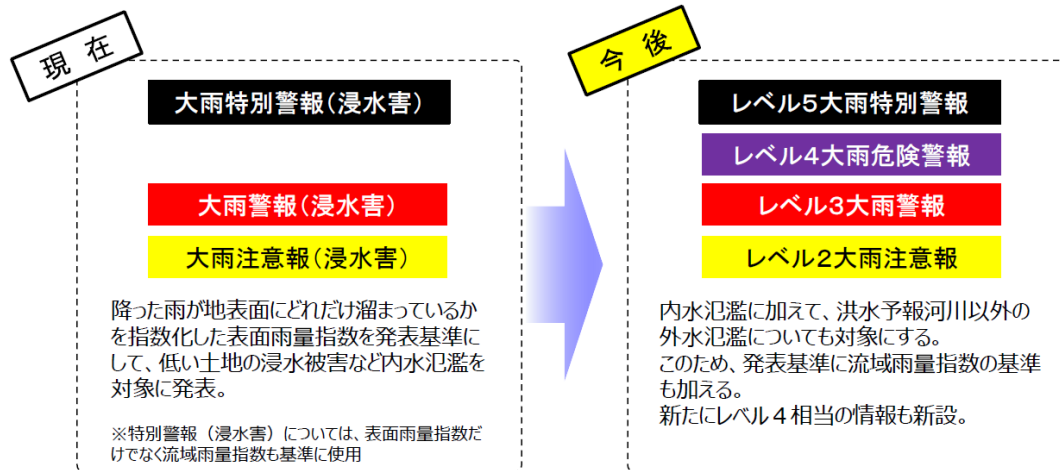 現在
大雨特別警報(浸水害)
大雨警報(浸水害)
大雨注意報(浸水害)
降った雨が地表面にどれだけ溜まっているか
を指数化した表面雨量指数を発表基準に
して、低い土地の浸水被害など内水氾濫を
対象に発表。
※特別警報（浸水害）については、表面雨量指数だ
けでなく流域雨量指数も基準に使用
今後
レベル5大雨特別警報
レベル4大雨危険警報
レベル3大雨警報
レベル2大雨注意報
内水氾濫に加えて、洪水予報河川以外の
外水氾濫についても対象にする。
このため、発表基準に流域雨量指数の基準
も加える。
新たにレベル４相当の情報も新設。